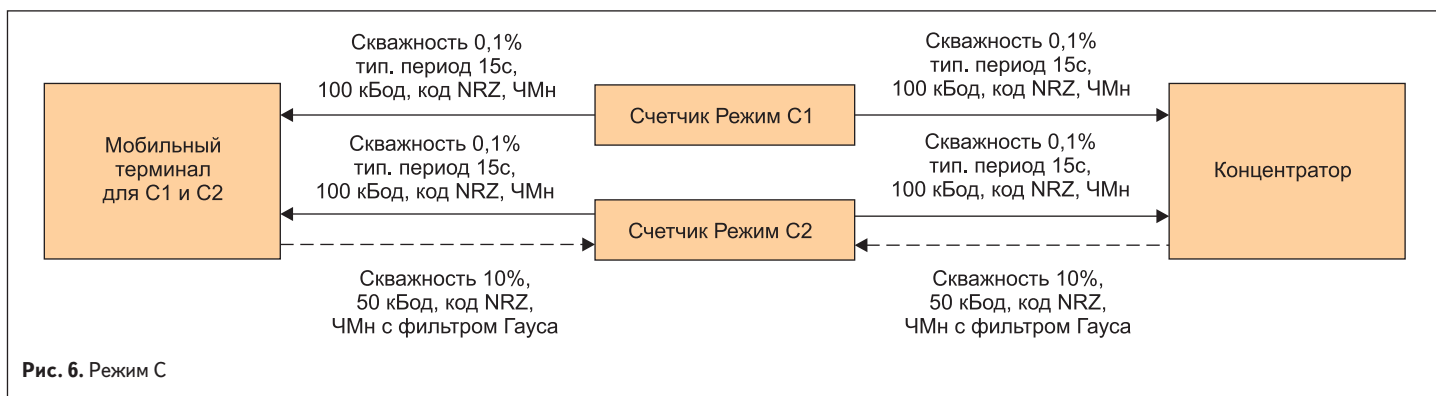 Скважность 0,1%
тип. период 15с,
100 кБод, код NRZ, ЧМн
Скважность 0,1%
тип. период 15с,
100 кБод, код NRZ, ЧМн
Мобильный
терминал
для С1 и С2
Счетчик Режим С1
Концентратор
Скважность 0,1%
тип. период 15с,
100 кБод, код NRZ, ЧМн
Скважность 0,1%
тип. период 15с,
100 кБод, код NRZ, ЧМн
Счетчик Режим С2
Скважность 10%,
50 кБод, код NRZ,
ЧМн с фильтром Гауса
Скважность 10%,
50 кБод, код NRZ,
ЧМн с фильтром Гауса
Рис. 6. Режим С